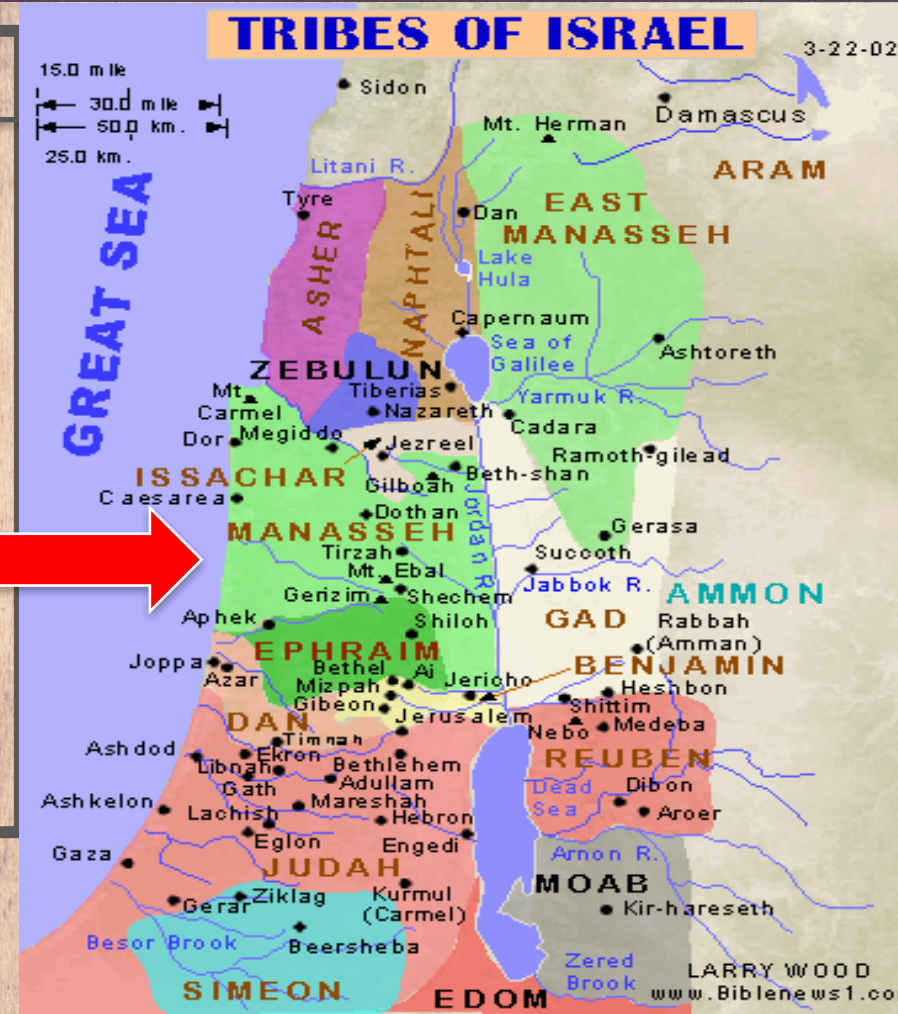 TRIBES OF ISRAEL
3-22-02
15.0 mile
30.0 mile
50.0 km.
25.0 km.
Sidon
Damascus
Mt. Herman
ARAM
Litani R.
Tyre
Dan
EAST
MANASSEH
ASHER
NAPHTALI
GREAT SEA
Lake
Hula
Capernaum
Sea of
Galilee
Ashtoreth
ZEBULUN
Tiberias
Yarmuk R.
Mt.
Carmel
Nazareth
Cadara
Dor
Megiddo
Jezreel
Ramoth-gilead
ISSACHAR
Gilboah
Beth-shan
Caesarea
Dothan
MANASSEH
Jordan R.
Gerasa
Tirzah
Succoth
Mt. Ebal
Jabbok R.
AMMON
Gerizim
Shechem
Aphek
Shiloh
GAD
Rabbah
(Amman)
EPHRAIM
Joppa
Azar
Bethel
Ai
Jericho
BENJAMIN
Mizpah
Heshbon
Gibeon
Shittim
Jerusalem
Nebo
Medeba
DAN
Timnah
REUBEN
Ashdod
Ekron
Libnah
Bethlehem
Gath
Adullam
Dead
Sea
Dibon
Ashkelon
Mareshah
Lachish
Hebron
Aroer
Eglon
Engedi
Gaza
JUDAH
Arnon R.
MOAB
Ziklag
Kurmul
(Carmel)
Gerar
Kir-hareseth
Besor Brook
Beersheba
Zered
Brook
LARRY WOOD
SIMEON
EDOM
www.Biblenews1.co